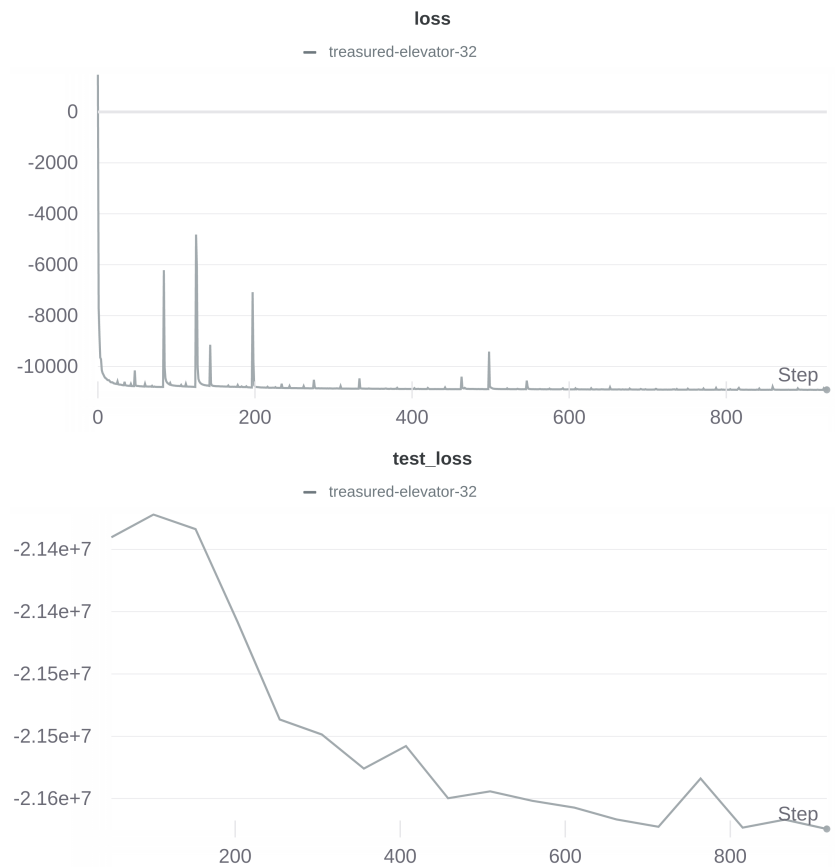 loss
treasured-elevator-32
0
-2000
-4000
-6000
-8000
-10000
Step
0 200 400 600 800
test_loss
treasured-elevator-32
-2.14e+7
-2.14e+7
-2.15e+7
-2.15e+7
-2.16e+7
Step
200 400 600 800